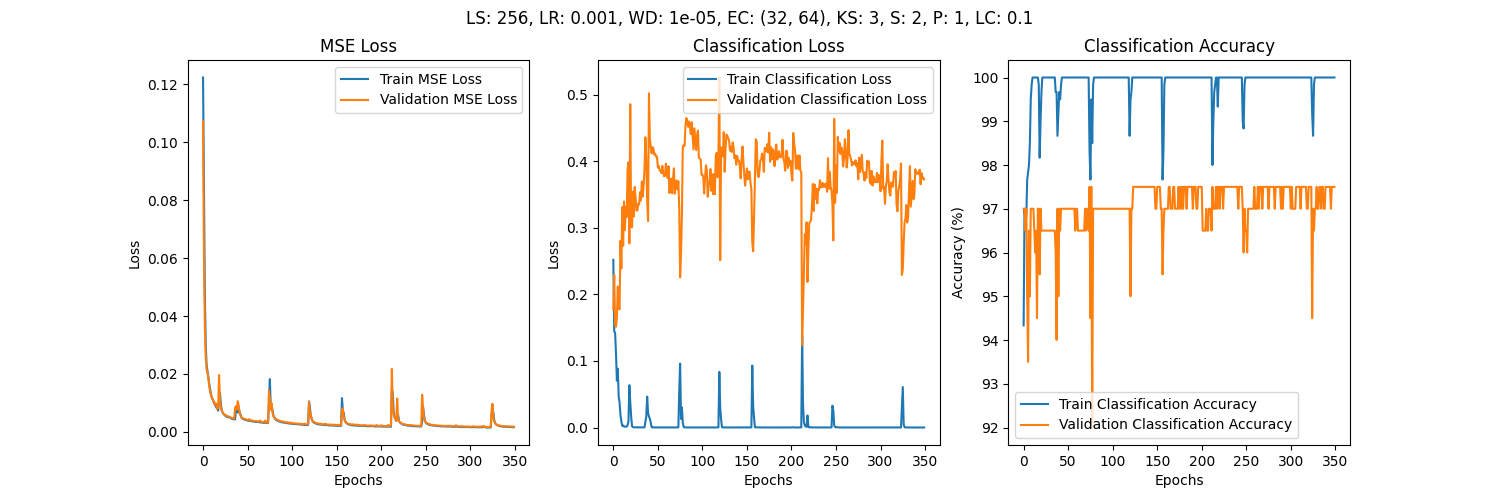 LS: 256, LR: 0.001, WD: 1e-05, EC: (32, 64), KS: 3, S: 2, P: 1, LC: 0.1
MSE Loss
Train MSE Loss
Validation MSE Loss
0.12
0.10
0.08
0.06
0.04
0.02
0.00
Loss
0 50 100 150 200 250 300 350
Epochs
Classification Loss
Train Classification Loss
Validation Classification Loss
0.5
0.4
0.3
0.2
0.1
0.0
Loss
0 50 100 150 200 250 300 350
Epochs
Classification Accuracy
100
99
98
97
96
95
94
93
92
Accuracy (%)
Train Classification Accuracy
Validation Classification Accuracy
0 50 100 150 200 250 300 350
Epochs